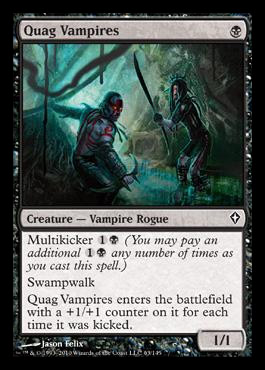 Quag Vampires
Creature — Vampire Rogue
Multikicker 1 (You may pay an
additional 1 any number of times as
you cast this spell.)
Swampwalk
Quag Vampires enters the battlefield
with a +1/+1 counter on it for each
time it was kicked.
Jason Felix
™ & © 1993–2010 Wizards of the Coast LLC 63/145
1/1